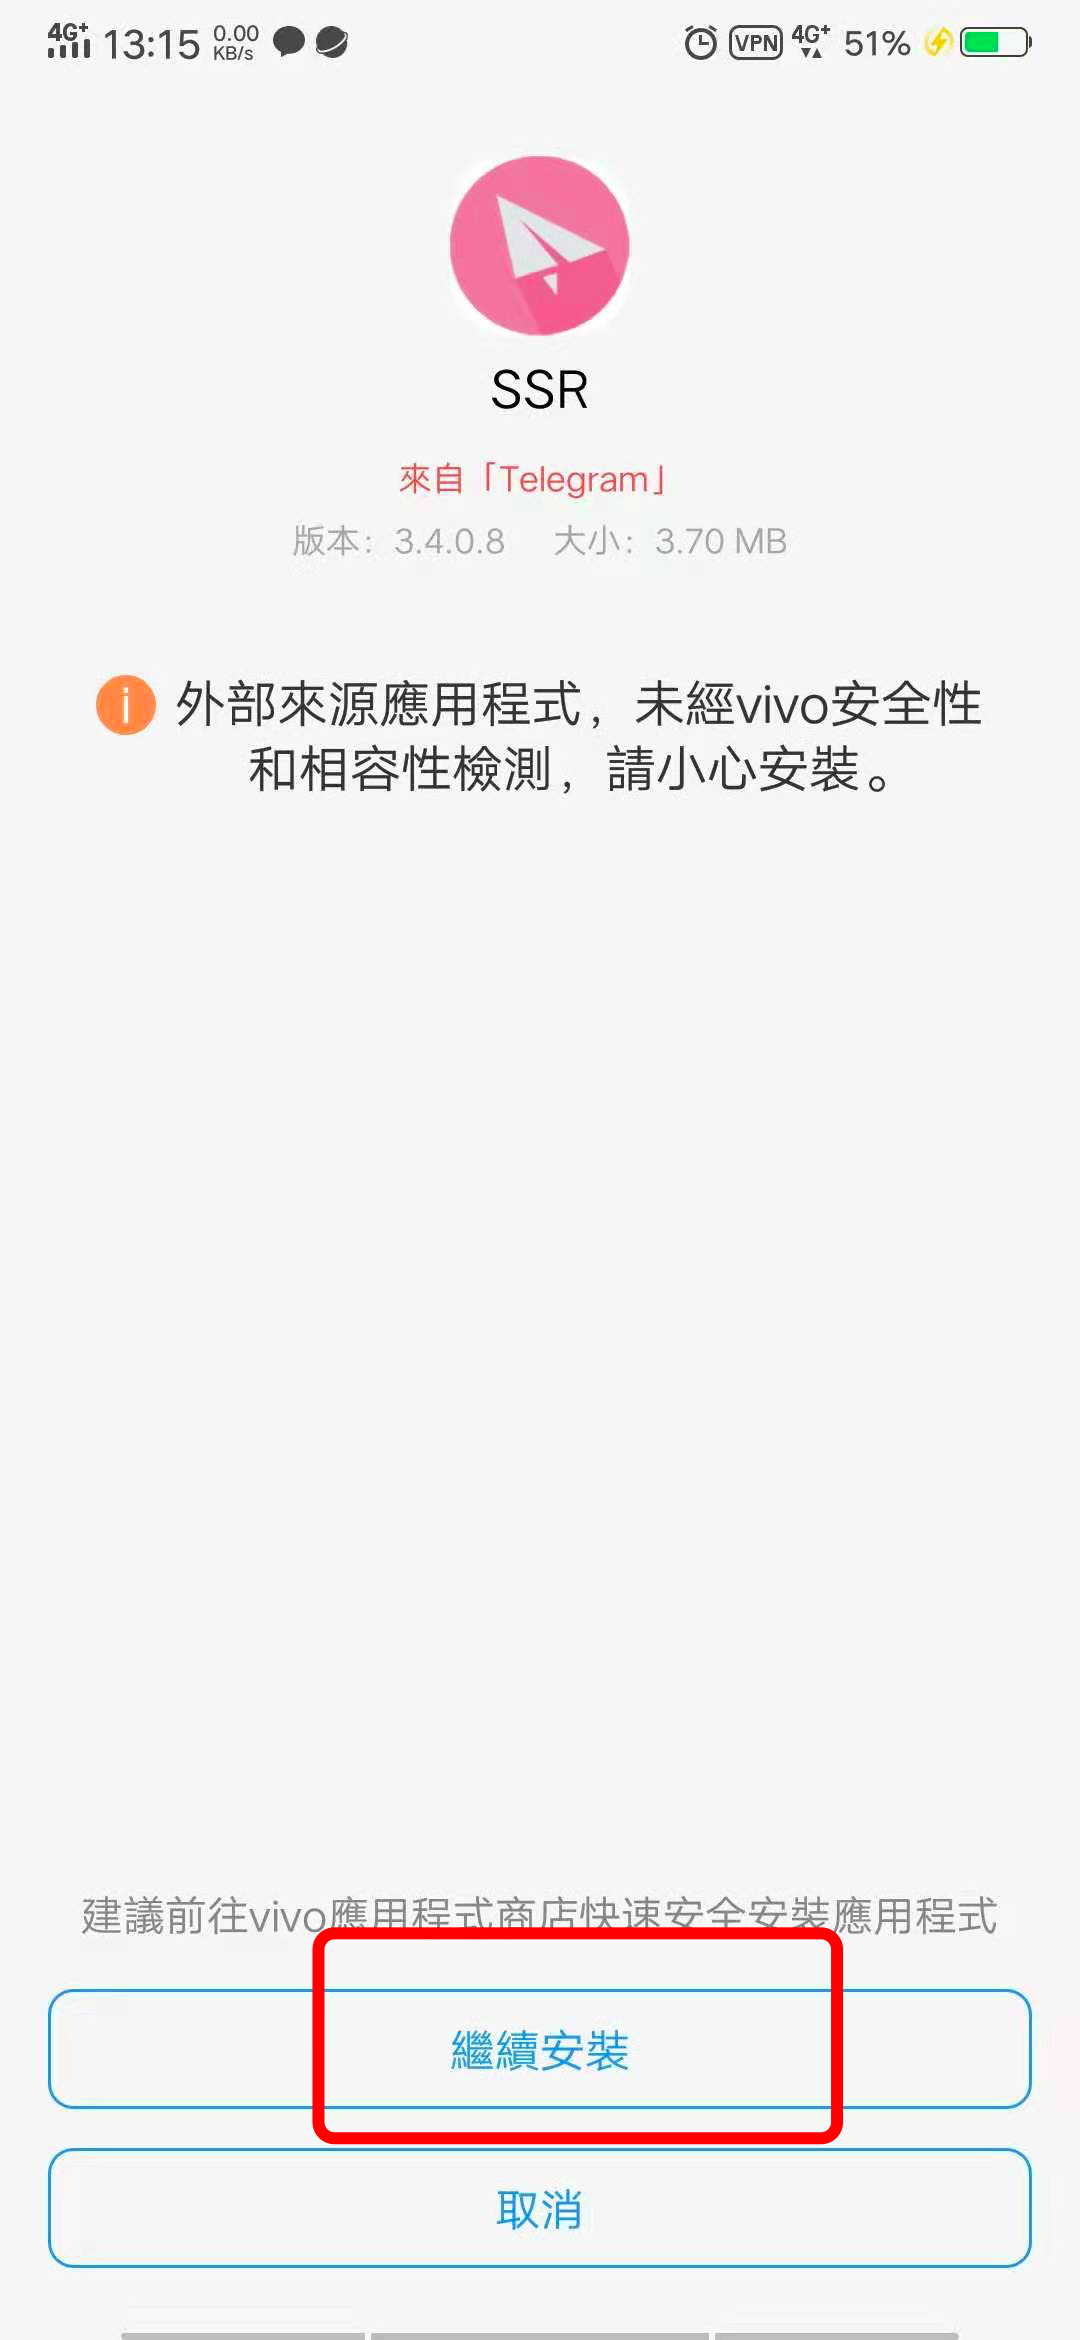 4G+ 13:15 0.00 KB/s VPN 4G+ 51%
SSR
來自「Telegram」
版本：3.4.0.8 大小：3.70 MB
外部來源應用程式，未經vivo安全性
和相容性檢測，請小心安裝。
建議前往vivo應用程式商店快速安全安裝應用程式
繼續安裝
取消